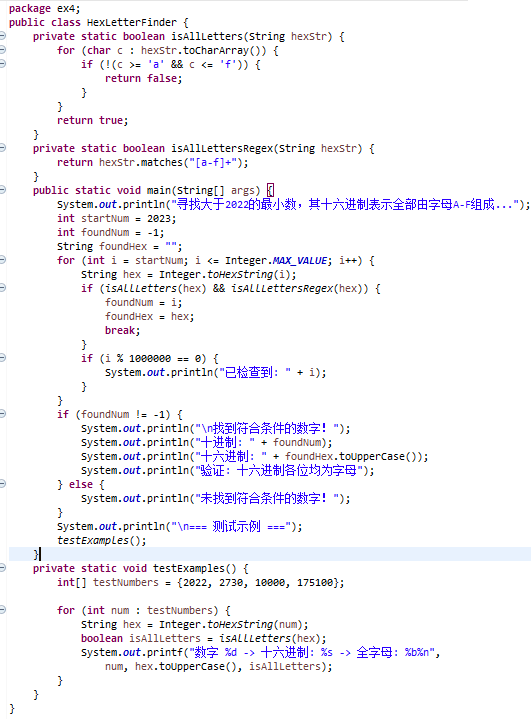 package ex4;
public class HexLetterFinder {
    private static boolean isAllLetters(String hexStr) {
        for (char c : hexStr.toCharArray()) {
            if (!(c >= 'a' && c <= 'f')) {
                return false;
            }
        }
        return true;
    }
    private static boolean isAllLettersRegex(String hexStr) {
        return hexStr.matches("[a-f]+");
    }
    public static void main(String[] args) {
        System.out.println("寻找大于2022的最小数，其十六进制表示全部由字母A-F组成...");
        int startNum = 2023;
        int foundNum = -1;
        String foundHex = "";
        for (int i = startNum; i <= Integer.MAX_VALUE; i++) {
            String hex = Integer.toHexString(i);
            if (isAllLetters(hex) && isAllLettersRegex(hex)) {
                foundNum = i;
                foundHex = hex;
                break;
            }
            if (i % 1000000 == 0) {
                System.out.println("已检查到: " + i);
            }
        }
        if (foundNum != -1) {
            System.out.println("\n找到符合条件的数字！");
            System.out.println("十进制: " + foundNum);
            System.out.println("十六进制: " + foundHex.toUpperCase());
            System.out.println("验证: 十六进制各位均为字母");
        } else {
            System.out.println("未找到符合条件的数字！");
        }
        System.out.println("\n=== 测试示例 ===");
        testExamples();
    }
    private static void testExamples() {
        int[] testNumbers = {2022, 2730, 10000, 175100};
        for (int num : testNumbers) {
            String hex = Integer.toHexString(num);
            boolean isAllLetters = isAllLetters(hex);
            System.out.printf("数字 %d -> 十六进制: %s -> 全字母: %b%n",
                num, hex.toUpperCase(), isAllLetters);
        }
    }
}